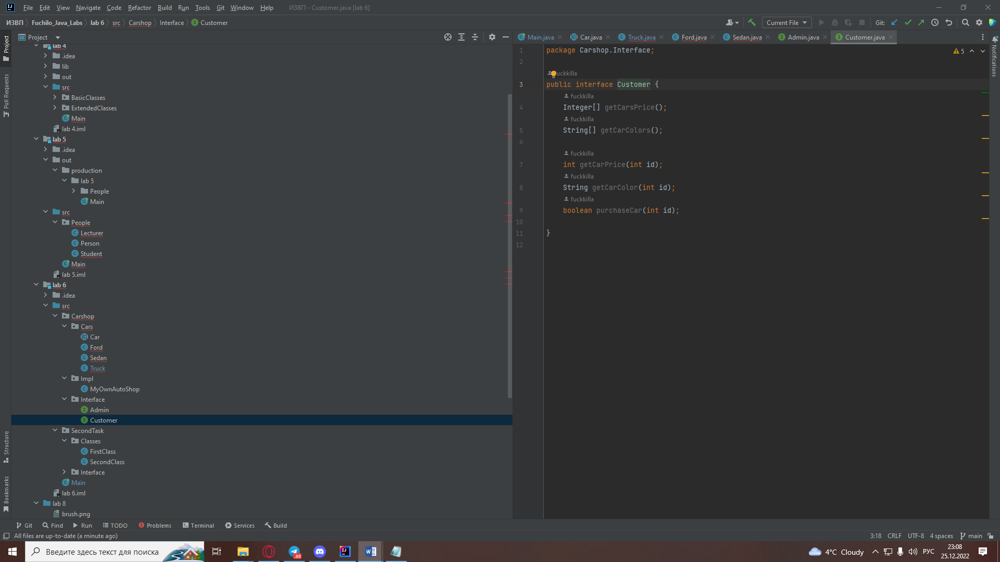 File Edit View Navigate Code Refactor Build Run Tools Git Window Help ИЗВП - Customer.java [lab 6]
ИЗВП Fuchilo_Java_Labs lab 6 src Carshop Interface Customer
Current File Git:
Project
Main.java Car.java Truck.java Ford.java Sedan.java Admin.java Customer.java
Project
Pull Requests
Structure
Bookmarks
Notifications
lab 4
.idea
lib
out
src
BasicClasses
ExtendedClasses
Main
lab 4.iml
lab 5
.idea
out
production
lab 5
People
Main
src
People
Lecturer
Person
Student
Main
lab 5.iml
lab 6
.idea
src
Carshop
Cars
Car
Ford
Sedan
Truck
Impl
MyOwnAutoShop
Interface
Admin
Customer
SecondTask
Classes
FirstClass
SecondClass
Interface
Main
lab 6.iml
lab 8
brush.png
5
1 package Carshop.Interface;
2
uckkilla
3 public interface Customer {
fuckkilla
4 Integer[] getCarsPrice();
fuckkilla
5 String[] getCarColors();
6
fuckkilla
7 int getCarPrice(int id);
fuckkilla
8 String getCarColor(int id);
fuckkilla
9 boolean purchaseCar(int id);
10
11 }
12
Git Find Run TODO Problems Terminal Services Build
All files are up-to-date (a minute ago) 3:18 CRLF UTF-8 4 spaces main
Введите здесь текст для поиска .88 4°C Cloudy РУС 23:08
25.12.2022